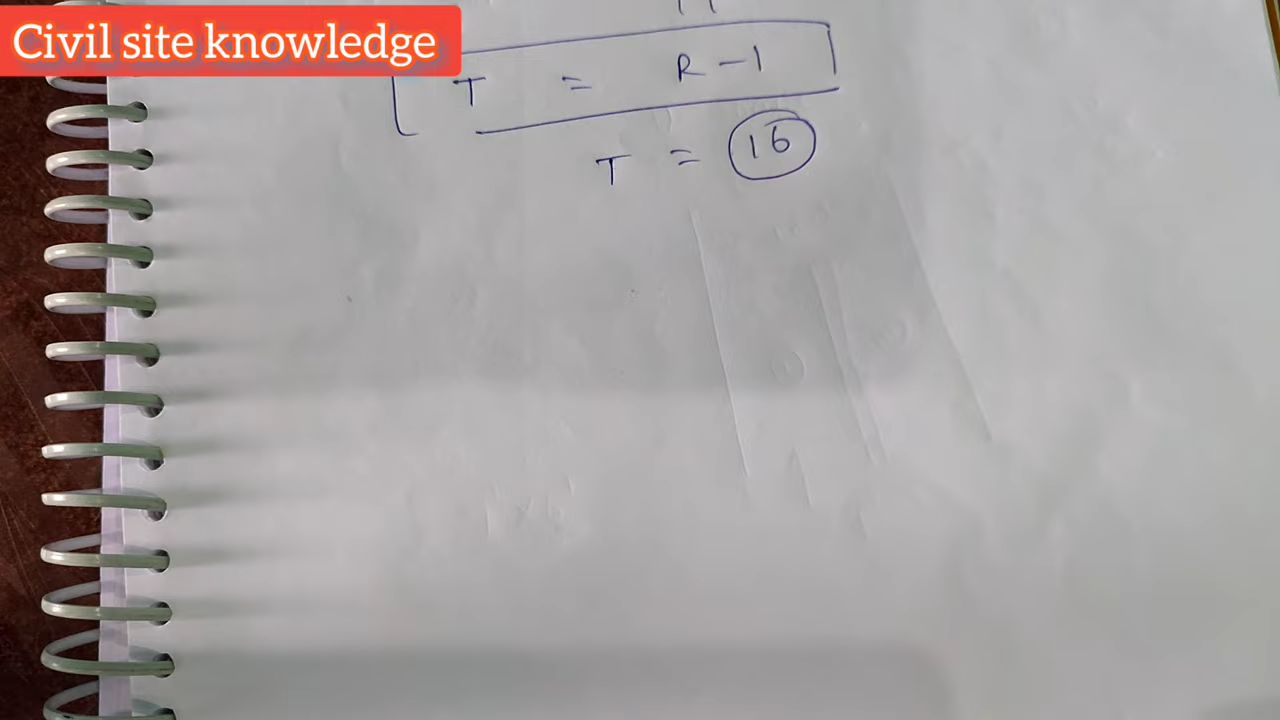 Civil site knowledge
T = R - 1
T = 16